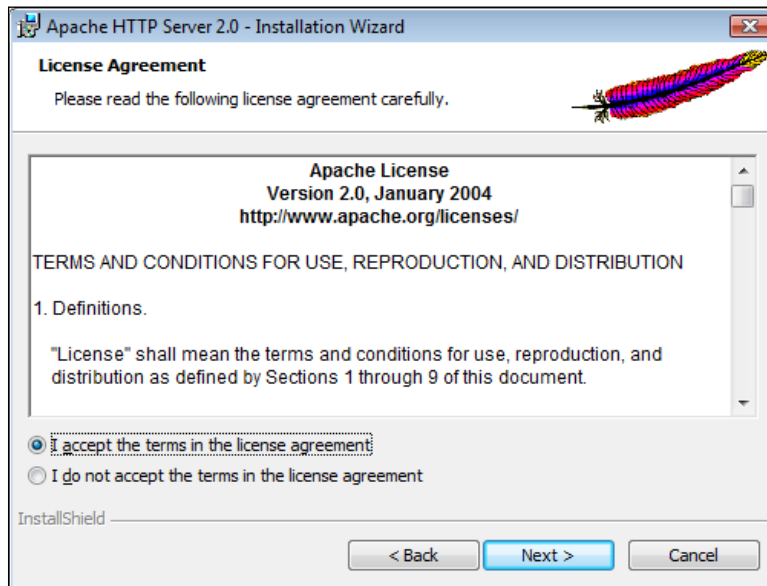 Apache HTTP Server 2.0 - Installation Wizard
License Agreement
Please read the following license agreement carefully.
Apache License
Version 2.0, January 2004
http://www.apache.org/licenses/
TERMS AND CONDITIONS FOR USE, REPRODUCTION, AND DISTRIBUTION
1. Definitions.
"License" shall mean the terms and conditions for use, reproduction, and
distribution as defined by Sections 1 through 9 of this document.
I accept the terms in the license agreement
I do not accept the terms in the license agreement
InstallShield
< Back
Next >
Cancel